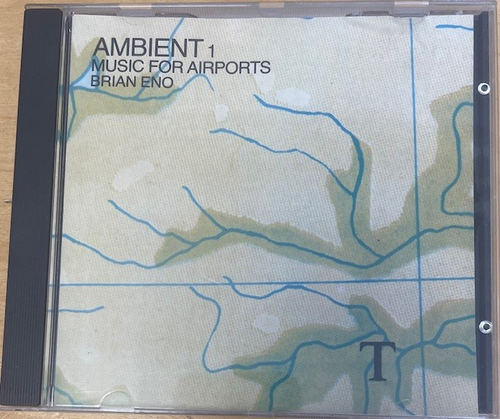 AMBIENT 1
MUSIC FOR AIRPORTS
BRIAN ENO
T